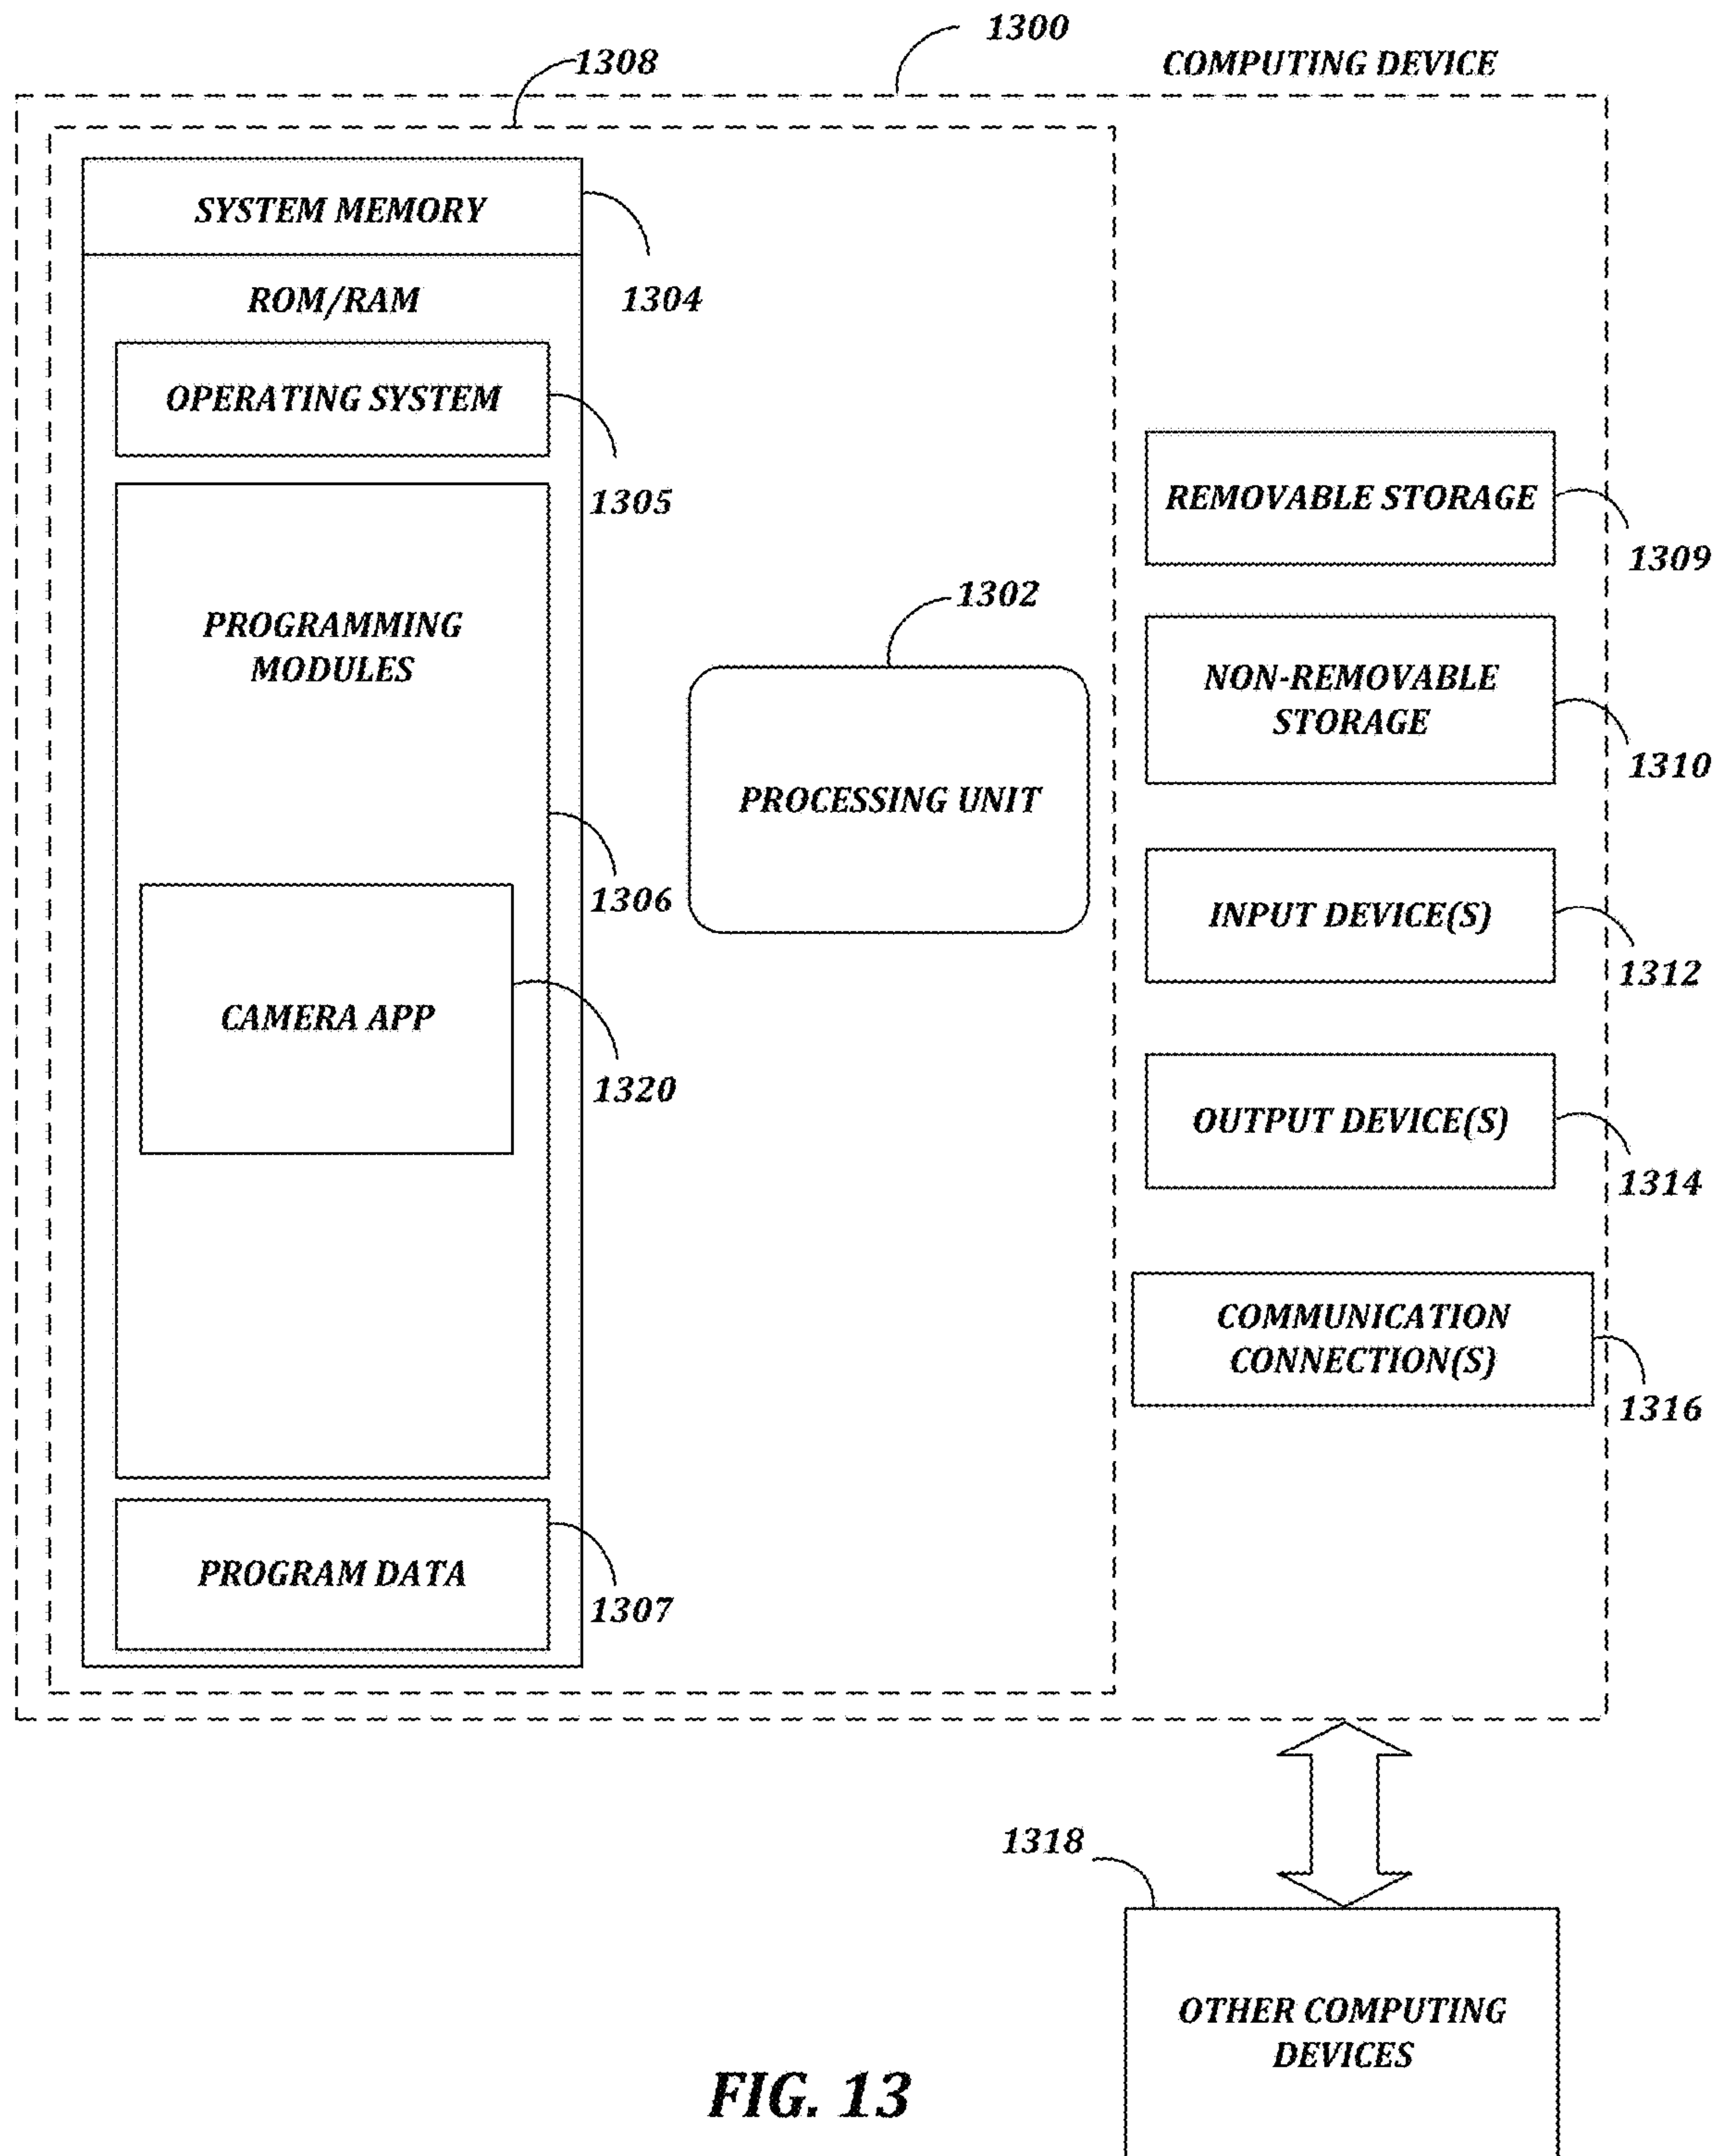 1300
COMPUTING DEVICE
1308
SYSTEM MEMORY
1304
ROM/RAM
OPERATING SYSTEM
1305
PROGRAMMING
MODULES
1306
CAMERA APP
1320
PROGRAM DATA
1307
1302
PROCESSING UNIT
REMOVABLE STORAGE
1309
NON-REMOVABLE
STORAGE
1310
INPUT DEVICE(S)
1312
OUTPUT DEVICE(S)
1314
COMMUNICATION
CONNECTION(S)
1316
1318
OTHER COMPUTING
DEVICES
FIG. 13